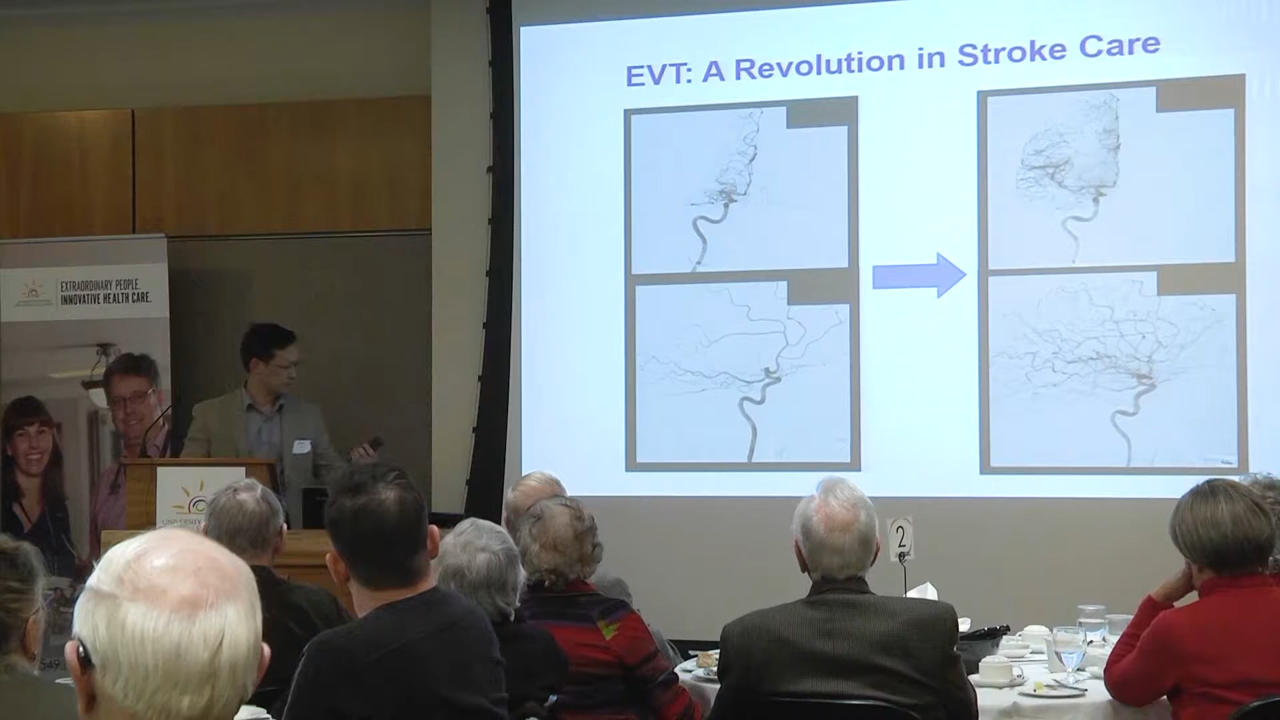 EVT: A Revolution in Stroke Care
EXTRAORDINARY PEOPLE.
INNOVATIVE HEALTH CARE.
2